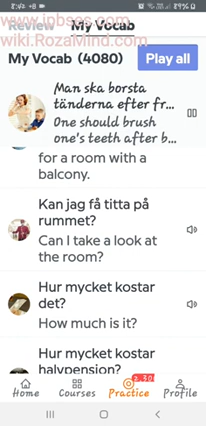 www.ipbses.com
Review My Vocab
wiki.RozaMind.com
My Vocab (4080)
Play all
Man ska borsta
tänderna efter fr...
One should brush
one's teeth after b...
for a room with a
balcony.
Kan jag få titta på
rummet?
Can I take a look at
the room?
Hur mycket kostar
det?
How much is it?
Hur mycket kostar
halvpension?
2,30
Home Courses Practice Profile